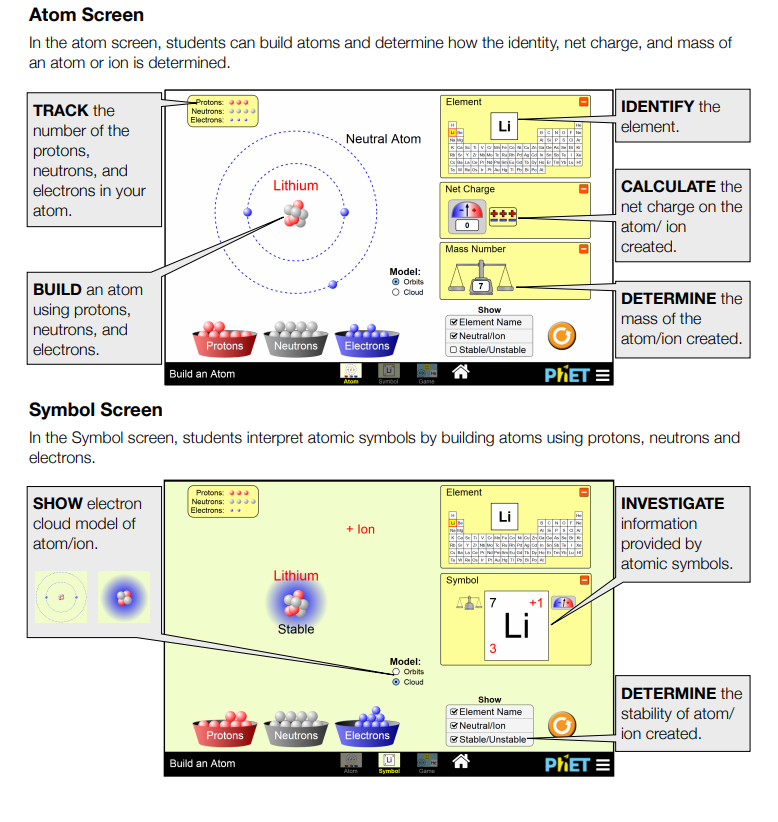 Atom Screen
In the atom screen, students can build atoms and determine how the identity, net charge, and mass of
an atom or ion is determined.
TRACK the
number of the
protons,
neutrons, and
electrons in your
atom.
BUILD an atom
using protons,
neutrons, and
electrons.
Protons:
Neutrons:
Electrons:
Neutral Atom
Lithium
Model:
Orbits
Cloud
Protons
Neutrons
Electrons
Element
Li
Net Charge
0
Mass Number
7
Show
Element Name
Neutral/Ion
Stable/Unstable
Build an Atom
Atom
Symbol
Game
PhET
IDENTIFY the
element.
CALCULATE the
net charge on the
atom/ ion
created.
DETERMINE the
mass of the
atom/ion created.
Symbol Screen
In the Symbol screen, students interpret atomic symbols by building atoms using protons, neutrons and
electrons.
SHOW electron
cloud model of
atom/ion.
Protons:
Neutrons:
Electrons:
+ Ion
Lithium
Stable
Model:
Orbits
Cloud
Protons
Neutrons
Electrons
Element
Li
Symbol
7
+1
Li
3
Show
Element Name
Neutral/Ion
Stable/Unstable
Build an Atom
Atom
Symbol
Game
PhET
INVESTIGATE
information
provided by
atomic symbols.
DETERMINE the
stability of atom/
ion created.